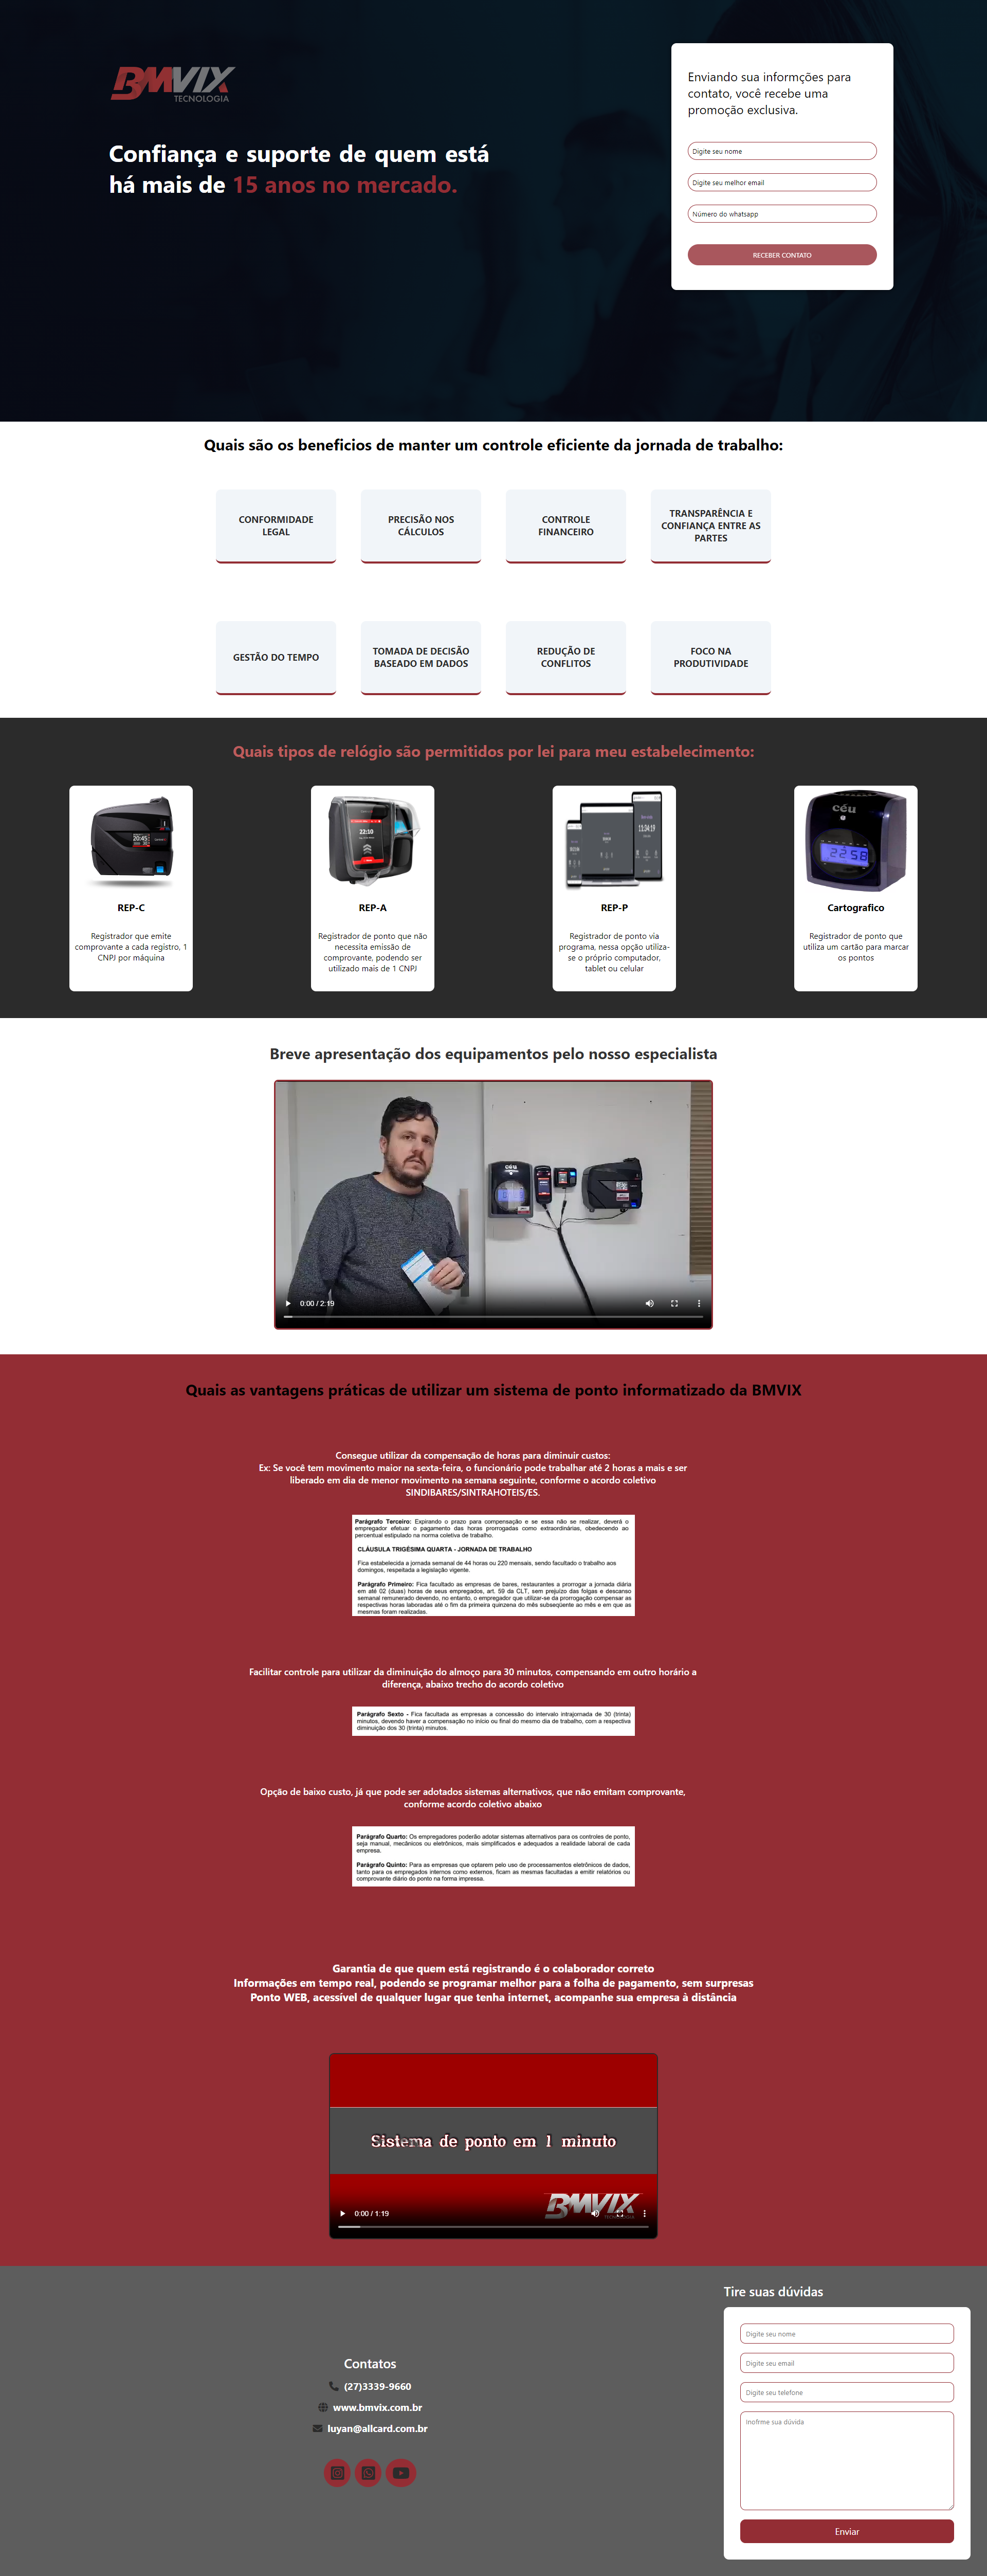 BMVIX
TECNOLOGIA
Confiança e suporte de quem está
há mais de 15 anos no mercado.
Enviando sua informções para
contato, você recebe uma
promoção exclusiva.
Digite seu nome
Digite seu melhor email
Número do whatsapp
RECEBER CONTATO
Quais são os beneficios de manter um controle eficiente da jornada de trabalho:
CONFORMIDADE
LEGAL
PRECISÃO NOS
CÁLCULOS
CONTROLE
FINANCEIRO
TRANSPARÊNCIA E
CONFIANÇA ENTRE AS
PARTES
GESTÃO DO TEMPO
TOMADA DE DECISÃO
BASEADO EM DADOS
REDUÇÃO DE
CONFLITOS
FOCO NA
PRODUTIVIDADE
Quais tipos de relógio são permitidos por lei para meu estabelecimento:
20:45
REP-C
Registrador que emite
comprovante a cada registro, 1
CNPJ por máquina
22:10
REP-A
Registrador de ponto que não
necessita emissão de
comprovante, podendo ser
utilizado mais de 1 CNPJ
13:34:19
REP-P
Registrador de ponto via
programa, nessa opção utiliza-
se o próprio computador,
tablet ou celular
céu
22:58
Cartografico
Registrador de ponto que
utiliza um cartão para marcar
os pontos
Breve apresentação dos equipamentos pelo nosso especialista
céu
0:00 / 2:19
Quais as vantagens práticas de utilizar um sistema de ponto informatizado da BMVIX
Consegue utilizar da compensação de horas para diminuir custos:
Ex: Se você tem movimento maior na sexta-feira, o funcionário pode trabalhar até 2 horas a mais e ser
liberado em dia de menor movimento na semana seguinte, conforme o acordo coletivo
SINDIBARES/SINTRAHOTEIS/ES.
Parágrafo Terceiro: Expirando o prazo para compensação e se essa não se realizar, deverá o
empregador efetuar o pagamento das horas prorrogadas como extraordinárias, obedecendo ao
percentual estipulado na norma coletiva de trabalho.
CLÁUSULA TRIGÉSIMA QUARTA - JORNADA DE TRABALHO
Fica estabelecida a jornada semanal de 44 horas ou 220 mensais, sendo facultado o trabalho aos
domingos, respeitada a legislação vigente.
Parágrafo Primeiro: Fica facultado as empresas de bares, restaurantes a prorrogar a jornada diária
em até 02 (duas) horas de seus empregados, art. 59 da CLT, sem prejuízo das folgas e descanso
semanal remunerado devendo, no entanto, o empregador que utilizar-se da prorrogação compensar as
respectivas horas laboradas até o fim da primeira quinzena do mês subseqüente ao mês e em que as
mesmas foram realizadas.
Facilitar controle para utilizar da diminuição do almoço para 30 minutos, compensando em outro horário a
diferença, abaixo trecho do acordo coletivo
Parágrafo Sexto - Fica facultada as empresas a concessão do intervalo intrajornada de 30 (trinta)
minutos, devendo haver a compensação no início ou final do mesmo dia de trabalho, com a respectiva
diminuição dos 30 (trinta) minutos.
Opção de baixo custo, já que pode ser adotados sistemas alternativos, que não emitam comprovante,
conforme acordo coletivo abaixo
Parágrafo Quarto: Os empregadores poderão adotar sistemas alternativos para os controles de ponto,
seja manual, mecânicos ou eletrônicos, mais simplificados e adequados a realidade laboral de cada
empresa.
Parágrafo Quinto: Para as empresas que optarem pelo uso de processamentos eletrônicos de dados,
tanto para os empregados internos como externos, ficam as mesmas facultadas a emitir relatórios ou
comprovante diário do ponto na forma impressa.
Garantia de que quem está registrando é o colaborador correto
Informações em tempo real, podendo se programar melhor para a folha de pagamento, sem surpresas
Ponto WEB, acessível de qualquer lugar que tenha internet, acompanhe sua empresa à distância
Sistema de ponto em 1 minuto
BMVIX
TECNOLOGIA
0:00 / 1:19
Contatos
(27)3339-9660
www.bmvix.com.br
luyan@allcard.com.br
Tire suas dúvidas
Digite seu nome
Digite seu email
Digite seu telefone
Inofrme sua dúvida
Enviar